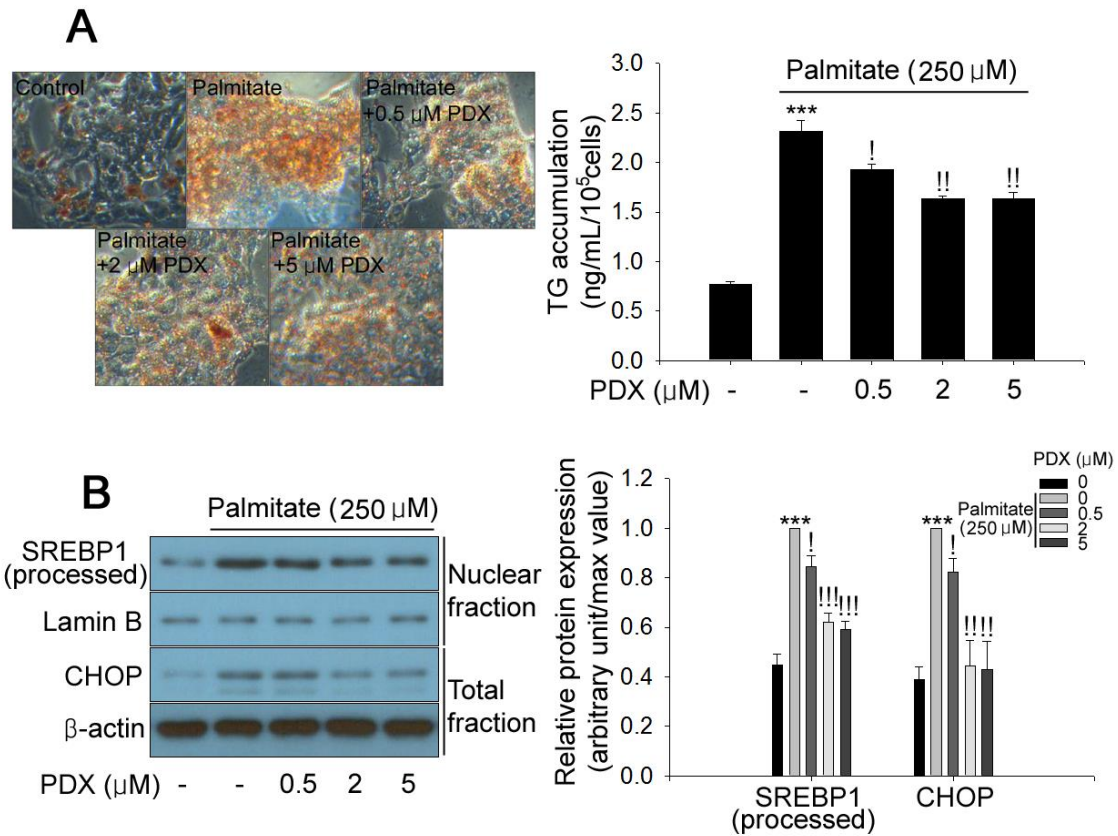 A
Control
Palmitate
Palmitate
+0.5 μM PDX
Palmitate
+2 μM PDX
Palmitate
+5 μM PDX
Palmitate (250 μM)
TG accumulation
(ng/mL/10⁵cells)
3.0
2.5
2.0
1.5
1.0
0.5
0.0
***
!
!!
!!
PDX (μM) - - 0.5 2 5
B
Palmitate (250 μM)
SREBP1
(processed)
Lamin B
CHOP
β-actin
Nuclear
fraction
Total
fraction
PDX (μM) - - 0.5 2 5
Relative protein expression
(arbitrary unit/max value)
1.2
1.0
0.8
0.6
0.4
0.2
0.0
*** ! !!! !!!
*** ! !! !!
SREBP1
(processed)
CHOP
PDX (μM)
0
0
Palmitate
(250 μM)
0.5
2
5